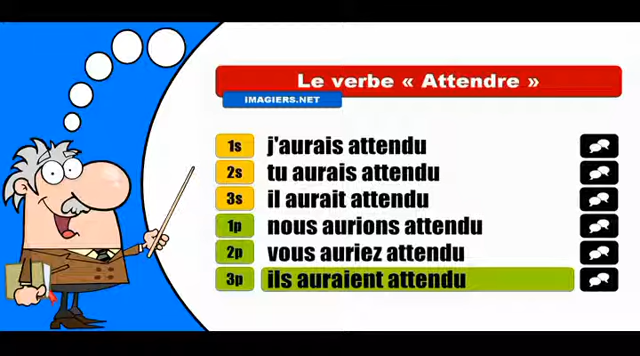 Le verbe « Attendre »
IMAGIERS.NET
1s j'aurais attendu
2s tu aurais attendu
3s il aurait attendu
1p nous aurions attendu
2p vous auriez attendu
3p ils auraient attendu